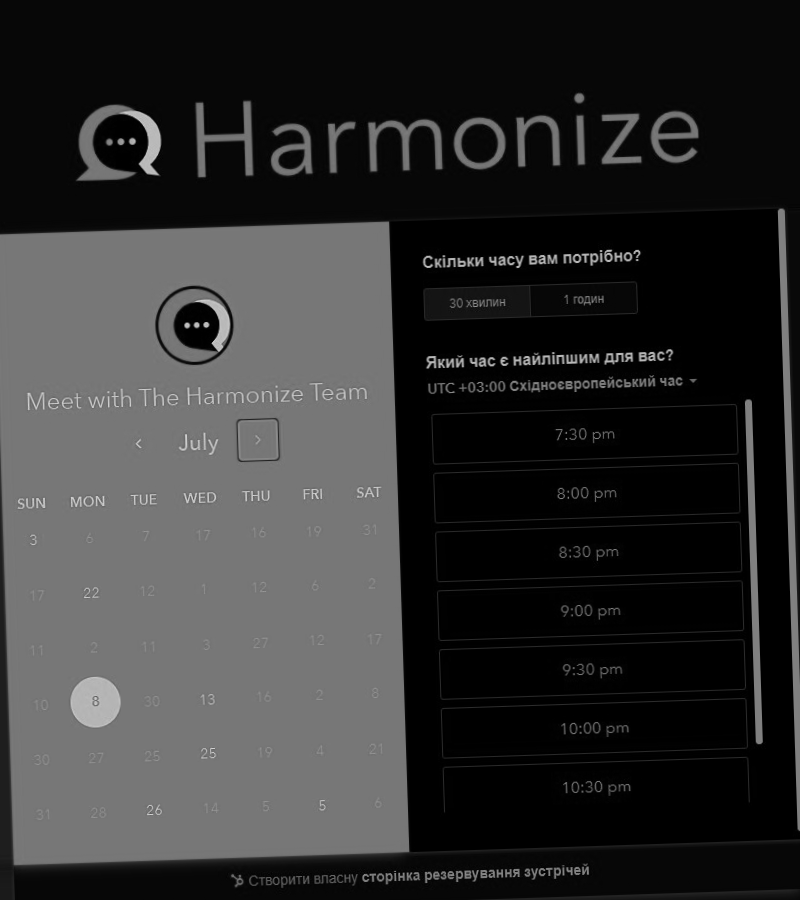 Harmonize
Meet with The Harmonize Team
July
SUN MON TUE WED THU FRI SAT
3 6 7 17 16 19 31
17 22 12 1 12 6 2
11 2 11 3 27 12 17
10 8 30 13 16 2 8
30 27 25 25 19 4 21
31 28 26 14 5 5 6
Скільки часу вам потрібно?
30 хвилин 1 годин
Який час є найліпшим для вас?
UTC +03:00 Східноєвропейський час
7:30 pm
8:00 pm
8:30 pm
9:00 pm
9:30 pm
10:00 pm
10:30 pm
Створити власну сторінка резервування зустрічей